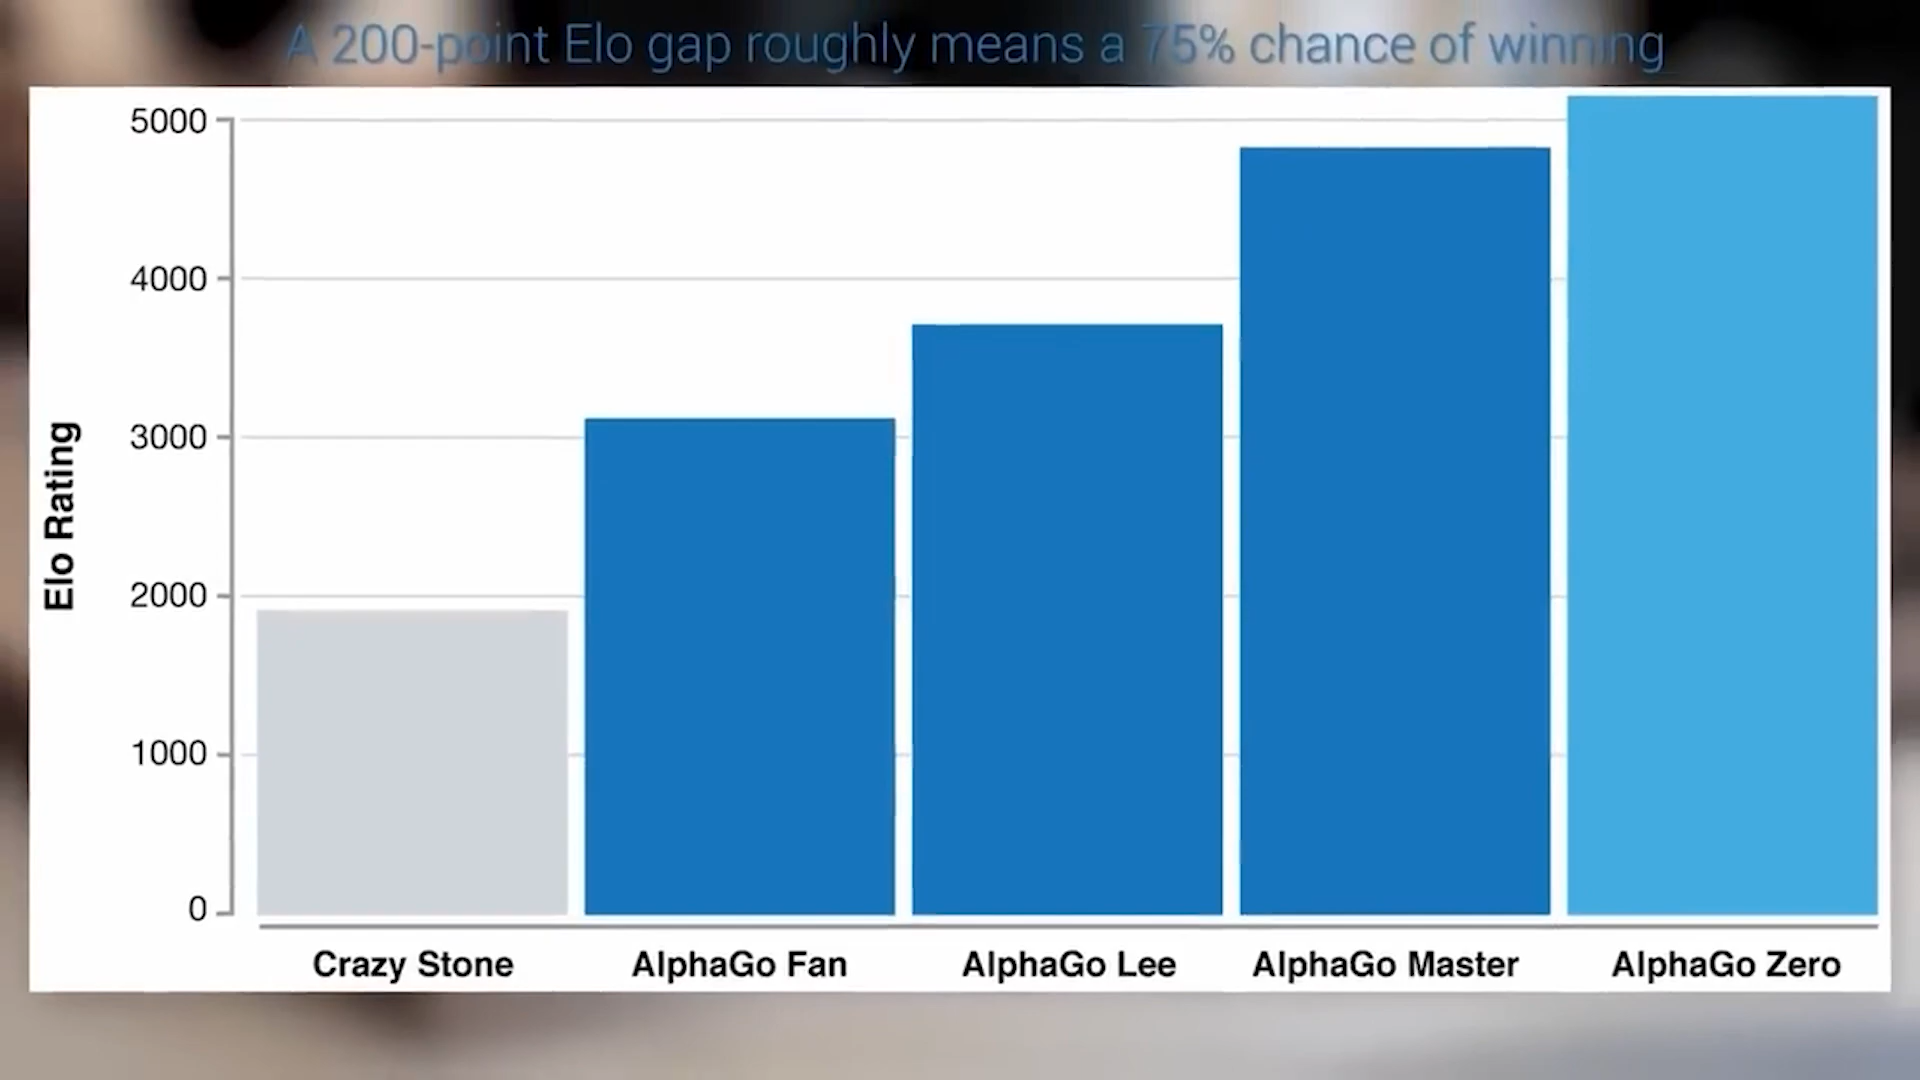 A 200-point Elo gap roughly means a 75% chance of winning
5000
4000
3000
2000
1000
0
Elo Rating
Crazy Stone
AlphaGo Fan
AlphaGo Lee
AlphaGo Master
AlphaGo Zero